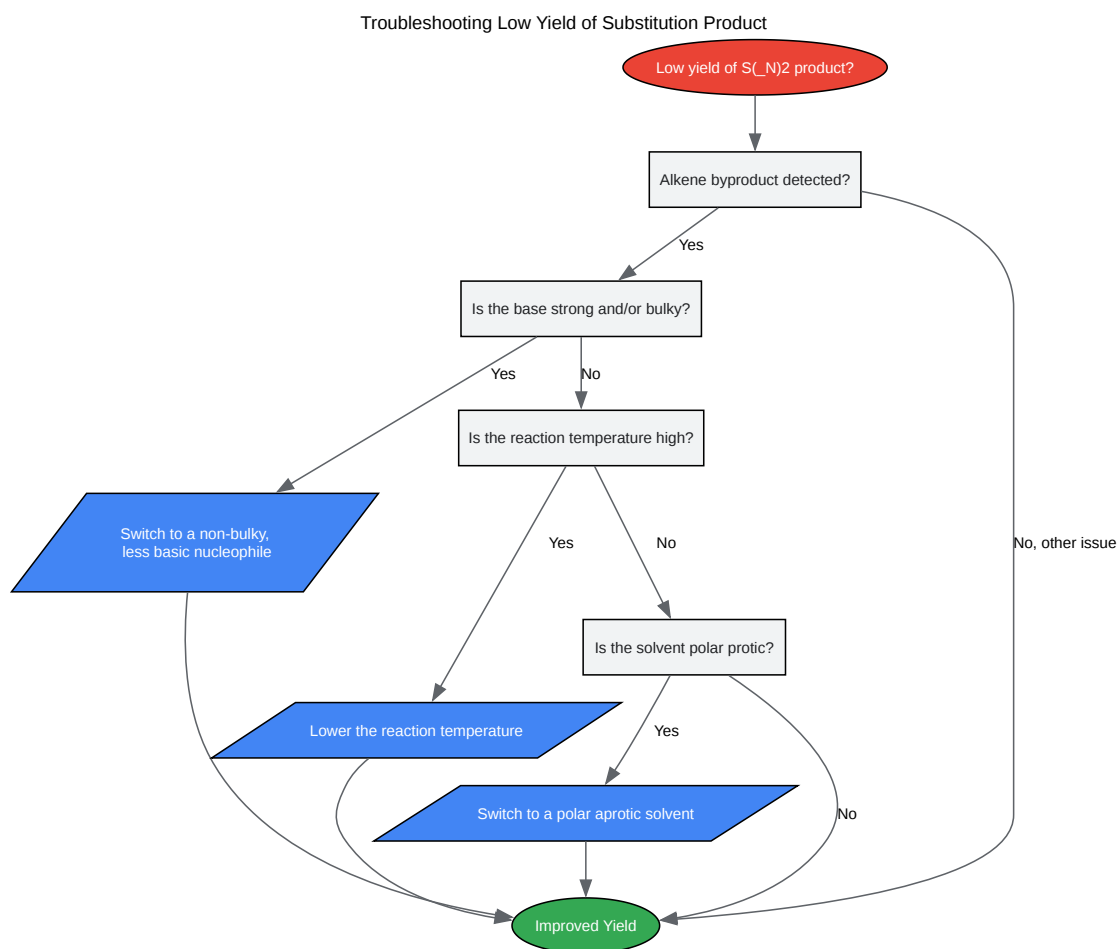 Troubleshooting Low Yield of Substitution Product
Low yield of S(_N)2 product?
Alkene byproduct detected?
Yes
Is the base strong and/or bulky?
Yes
No
Is the reaction temperature high?
Switch to a non-bulky,
less basic nucleophile
Yes
No
No, other issue
Is the solvent polar protic?
Lower the reaction temperature
Yes
Switch to a polar aprotic solvent
No
Improved Yield